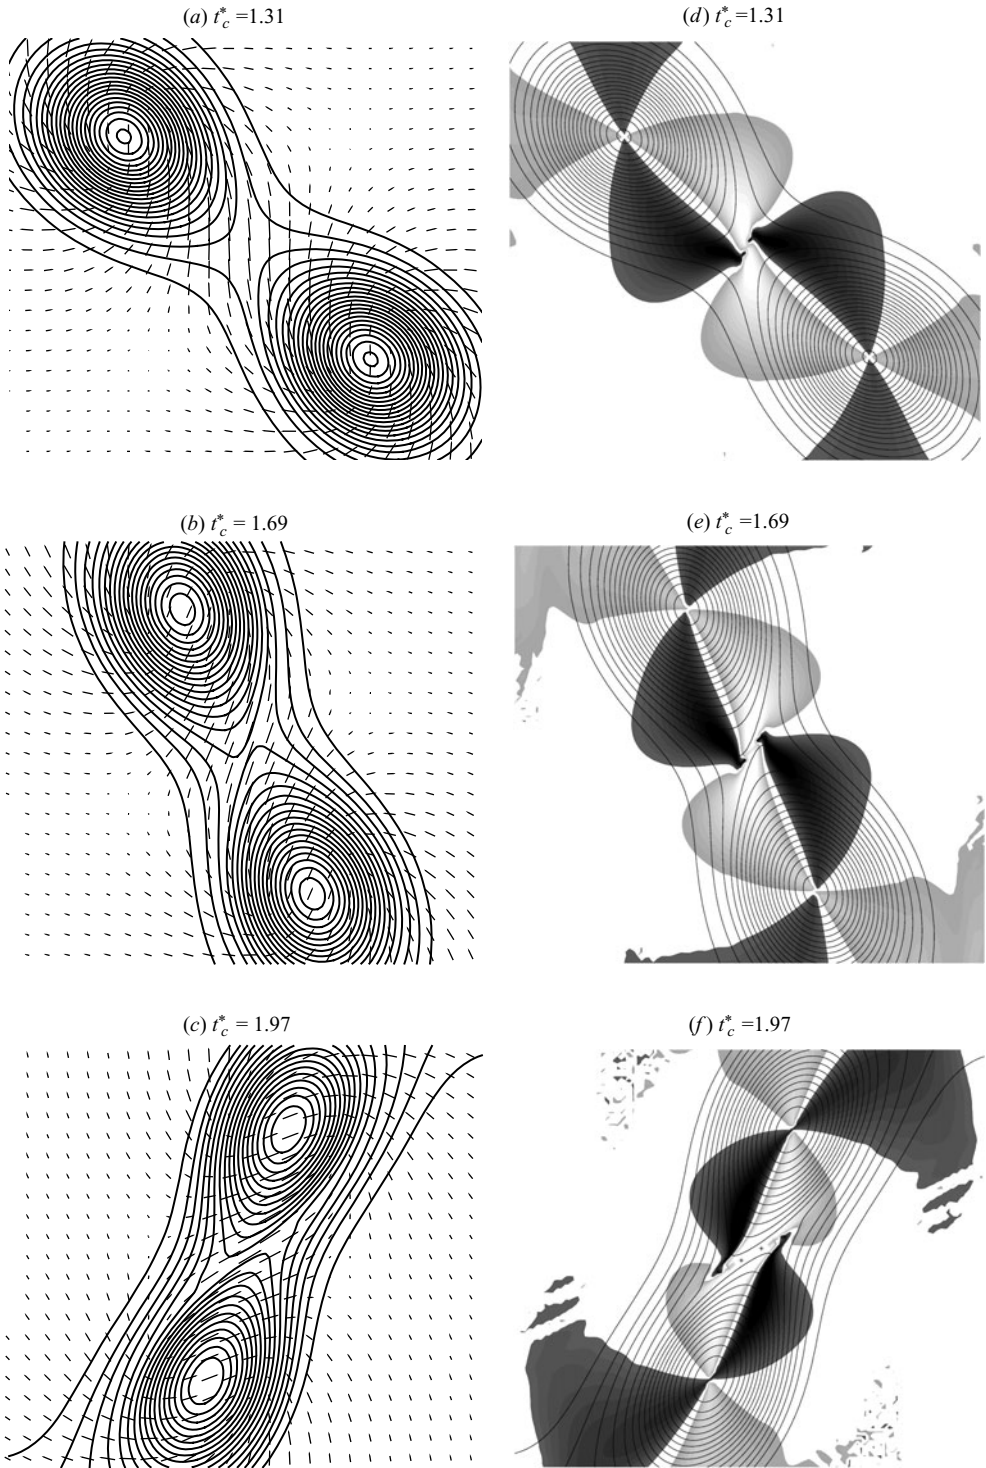 (a) t*c =1.31
(d) t*c =1.31
(b) t*c = 1.69
(e) t*c =1.69
(c) t*c = 1.97
(f) t*c =1.97